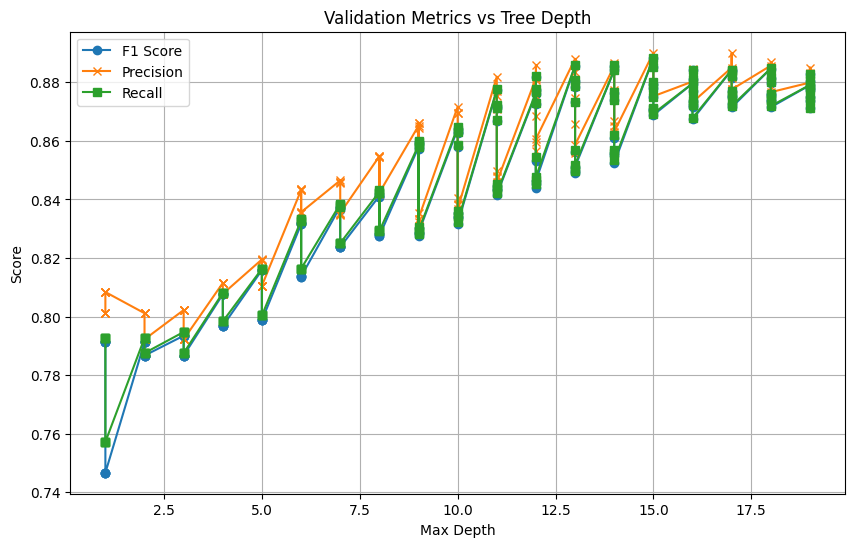 Validation Metrics vs Tree Depth
F1 Score
Precision
Recall
Score
0.88
0.86
0.84
0.82
0.80
0.78
0.76
0.74
2.5 5.0 7.5 10.0 12.5 15.0 17.5
Max Depth